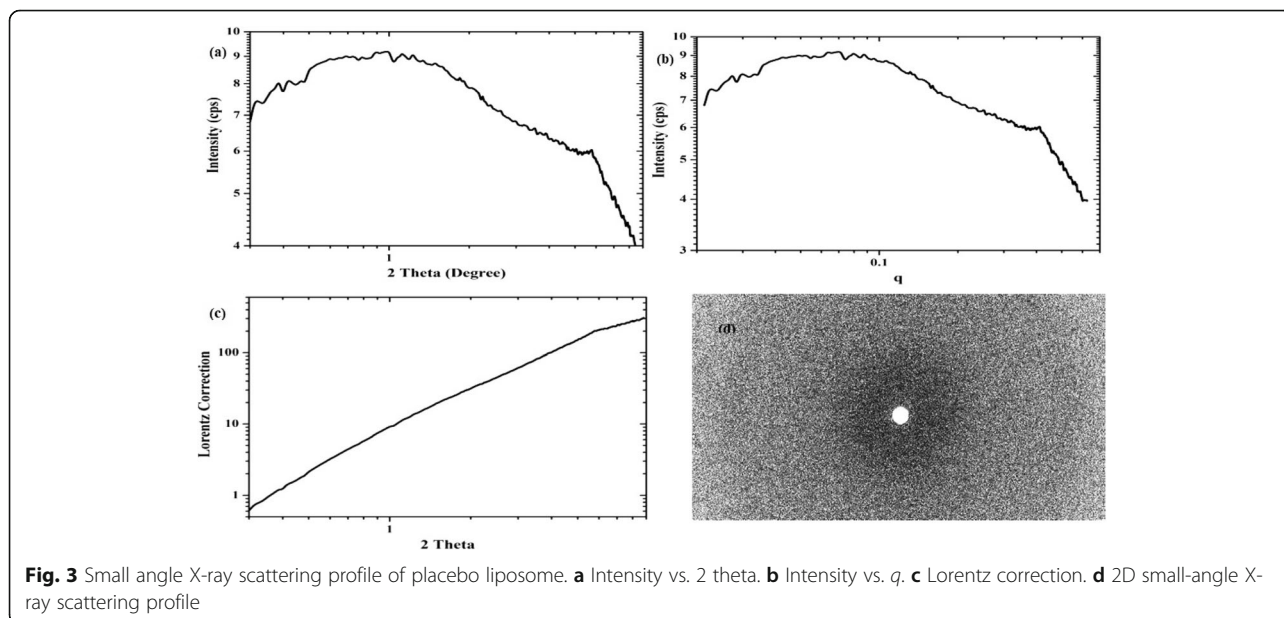 (a)
10
9
8
7
6
5
4
Intensity (cps)
1
2 Theta (Degree)
(b)
10
9
8
7
6
5
4
3
Intensity (cps)
0.1
q
(c)
100
10
1
Lorentz Correction
1
2 Theta
(d)
Fig. 3 Small angle X-ray scattering profile of placebo liposome. a Intensity vs. 2 theta. b Intensity vs. q. c Lorentz correction. d 2D small-angle X-
ray scattering profile